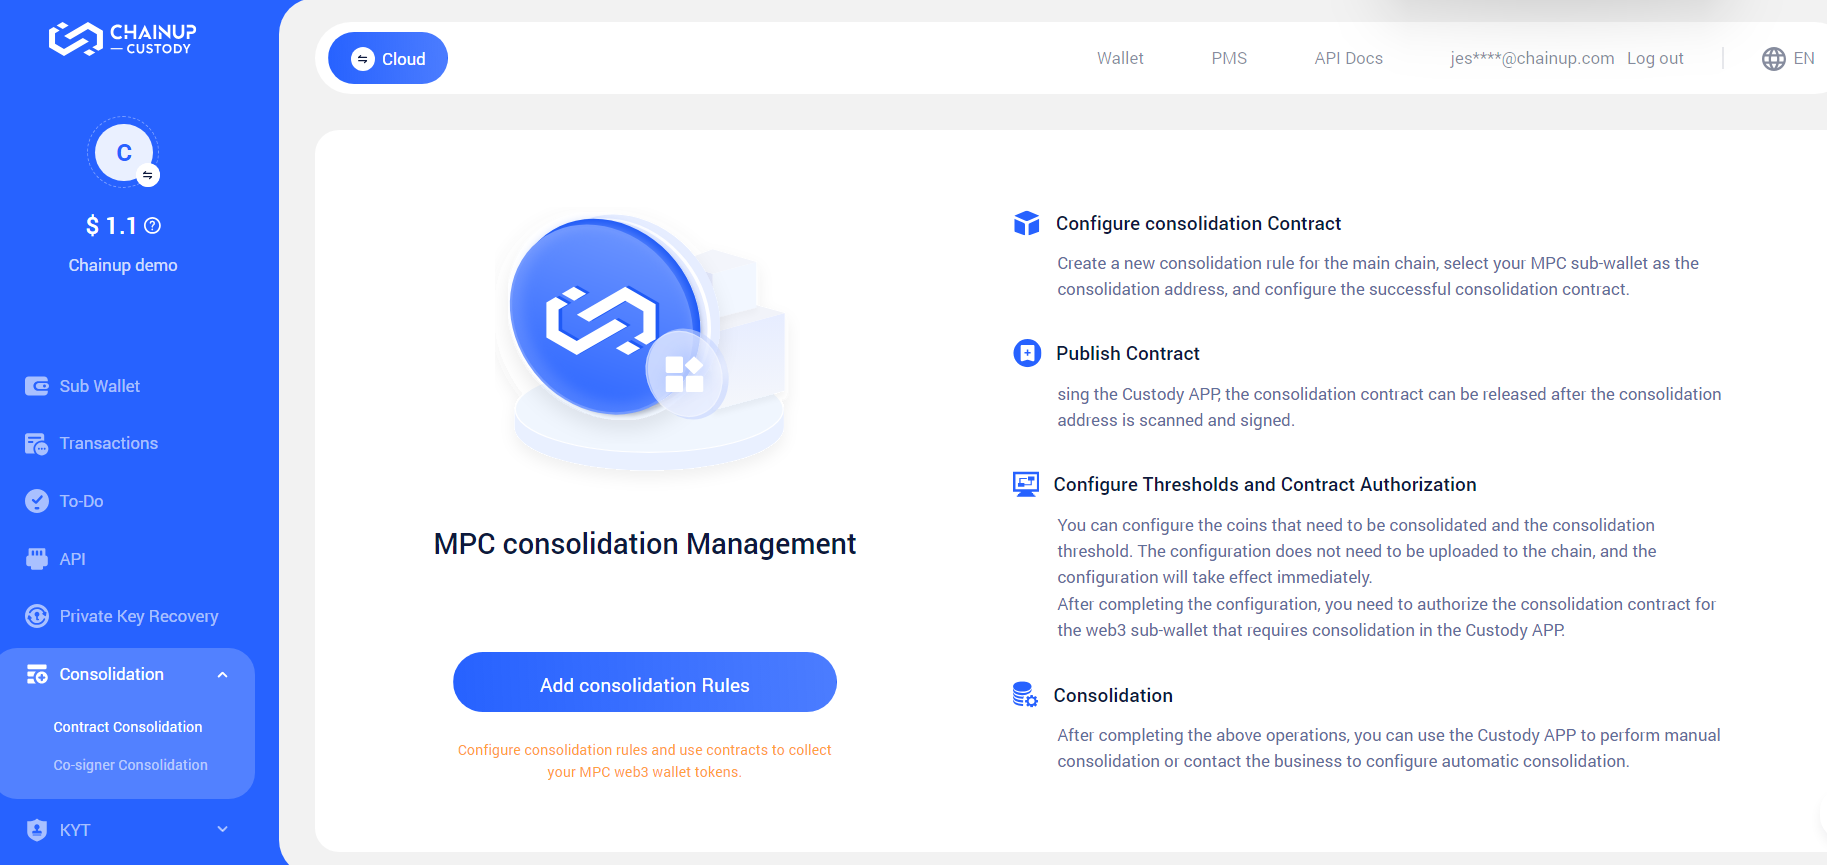 CHAINUP
CUSTODY
Cloud
Wallet
PMS
API Docs
jes****@chainup.com
Log out
EN
C
$ 1.1
Chainup demo
Sub Wallet
Transactions
To-Do
API
Private Key Recovery
Consolidation
Contract Consolidation
Co-signer Consolidation
KYT
MPC consolidation Management
Add consolidation Rules
Configure consolidation rules and use contracts to collect
your MPC web3 wallet tokens.
Configure consolidation Contract
Create a new consolidation rule for the main chain, select your MPC sub-wallet as the
consolidation address, and configure the successful consolidation contract.
Publish Contract
sing the Custody APP, the consolidation contract can be released after the consolidation
address is scanned and signed.
Configure Thresholds and Contract Authorization
You can configure the coins that need to be consolidated and the consolidation
threshold. The configuration does not need to be uploaded to the chain, and the
configuration will take effect immediately.
After completing the configuration, you need to authorize the consolidation contract for
the web3 sub-wallet that requires consolidation in the Custody APP.
Consolidation
After completing the above operations, you can use the Custody APP to perform manual
consolidation or contact the business to configure automatic consolidation.